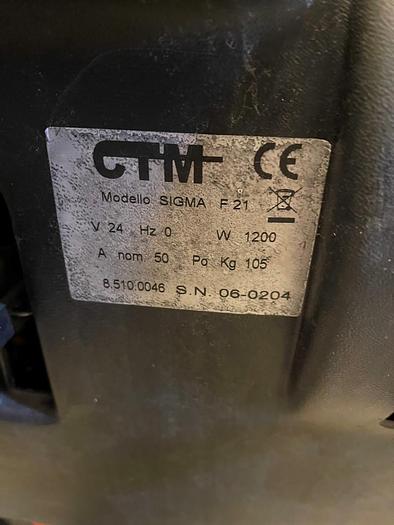 CTM CE
Modello SIGMA F 21
V 24 Hz 0 W 1200
A nom 50 Po Kg 105
8.510.0046 S.N. 06-0204